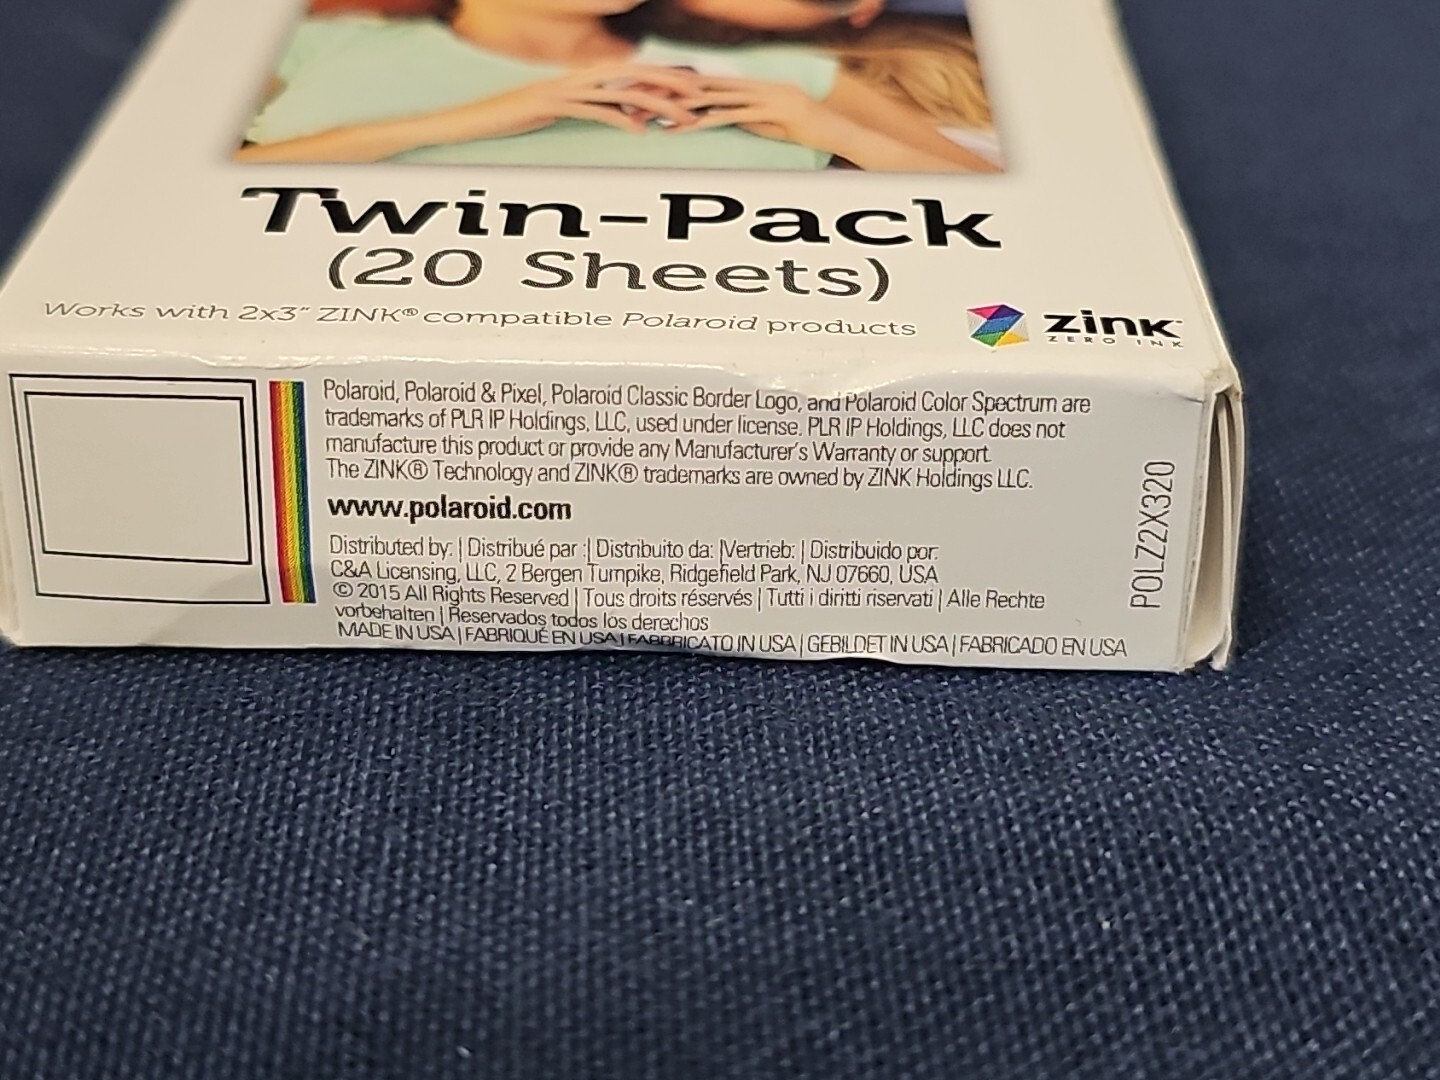 Twin-Pack
(20 Sheets)
Works with 2x3" ZINK® compatible Polaroid products
zink™
ZERO INK
Polaroid, Polaroid & Pixel, Polaroid Classic Border Logo, and Polaroid Color Spectrum are
trademarks of PLR IP Holdings, LLC, used under license. PLR IP Holdings, LLC does not
manufacture this product or provide any Manufacturer's Warranty or support.
The ZINK® Technology and ZINK® trademarks are owned by ZINK Holdings LLC.
www.polaroid.com
Distributed by: | Distribué par :| Distribuito da: |Vertrieb: | Distribuido por:
C&A Licensing, LLC, 2 Bergen Turnpike, Ridgefield Park, NJ 07660, USA
© 2015 All Rights Reserved | Tous droits réservés | Tutti i diritti riservati | Alle Rechte
vorbehalten | Reservados todos los derechos
MADE IN USA | FABRIQUÉ EN USA | FABBRICATO IN USA | GEBILDET IN USA | FABRICADO EN USA
POLZ2X320